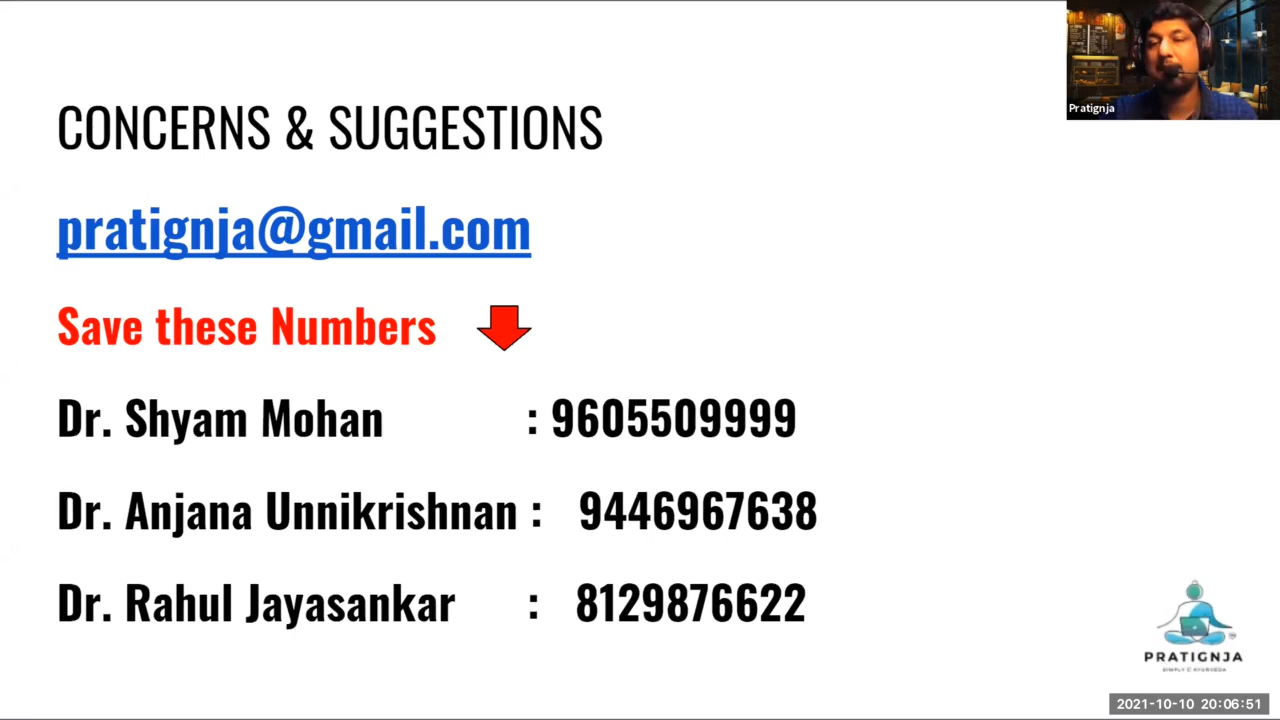 CONCERNS & SUGGESTIONS
pratignja@gmail.com
Save these Numbers
Dr. Shyam Mohan : 9605509999
Dr. Anjana Unnikrishnan : 9446967638
Dr. Rahul Jayasankar : 8129876622
Pratignja
PRATIGNJA
2021-10-10 20:06:51